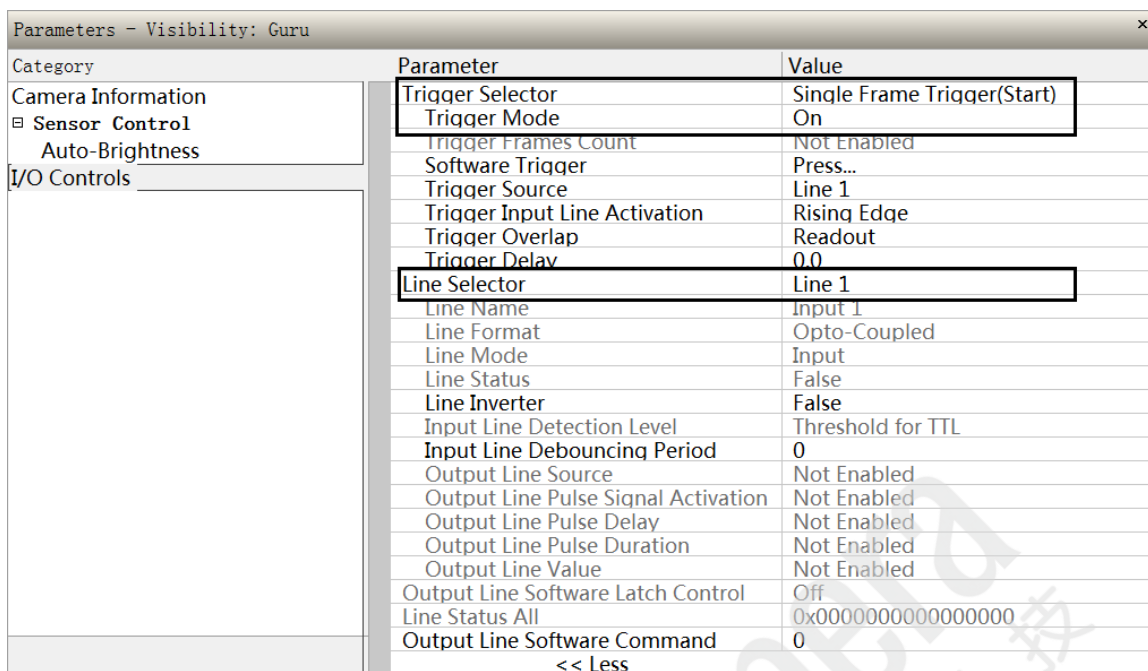 Parameters - Visibility: Guru ×
Category Parameter Value
Camera Information
Sensor Control
Auto-Brightness
I/O Controls
Trigger Selector Single Frame Trigger(Start)
Trigger Mode On
Trigger Frames Count Not Enabled
Software Trigger Press...
Trigger Source Line 1
Trigger Input Line Activation Rising Edge
Trigger Overlap Readout
Trigger Delay 0.0
Line Selector Line 1
Line Name Input 1
Line Format Opto-Coupled
Line Mode Input
Line Status False
Line Inverter False
Input Line Detection Level Threshold for TTL
Input Line Debouncing Period 0
Output Line Source Not Enabled
Output Line Pulse Signal Activation Not Enabled
Output Line Pulse Delay Not Enabled
Output Line Pulse Duration Not Enabled
Output Line Value Not Enabled
Output Line Software Latch Control Off
Line Status All 0x0000000000000000
Output Line Software Command 0
<< Less